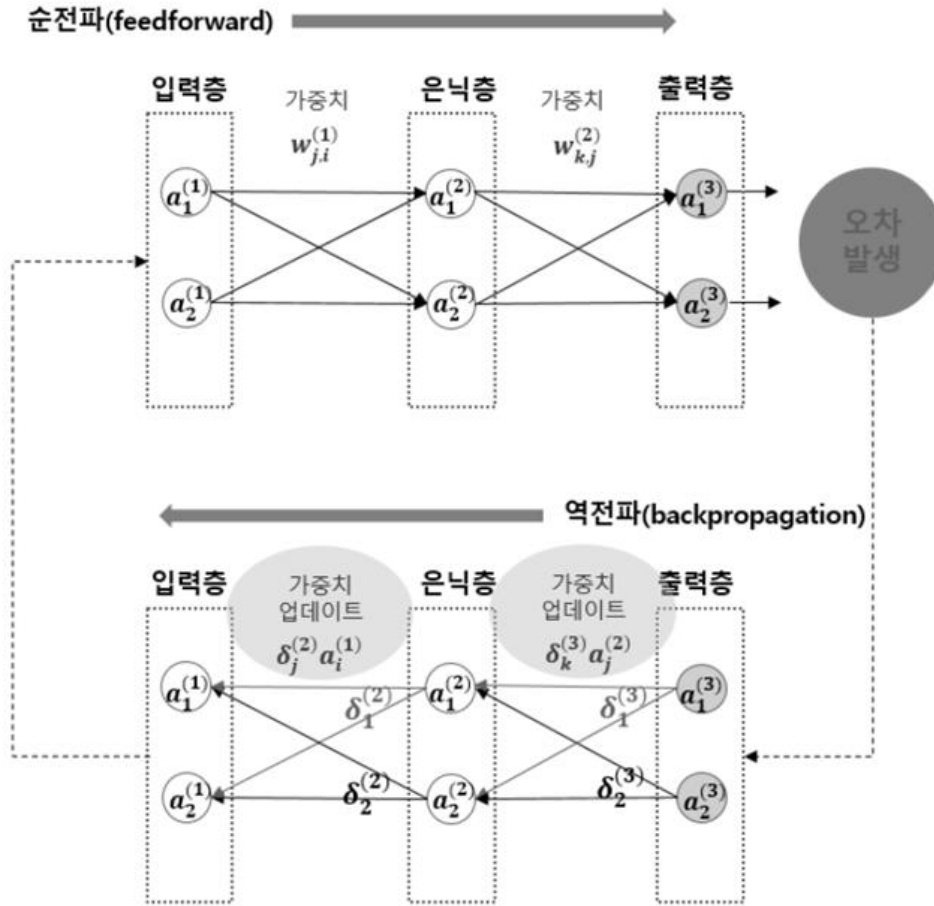 순전파(feedforward)
입력층 은닉층 출력층
가중치 가중치
w_{j,i}^{(1)} w_{k,j}^{(2)}
a_1^{(1)} a_1^{(2)} a_1^{(3)}
오차
발생
a_2^{(1)} a_2^{(2)} a_2^{(3)}
역전파(backpropagation)
입력층 은닉층 출력층
가중치 가중치
업데이트 업데이트
δ_j^{(2)} a_i^{(1)} δ_k^{(3)} a_j^{(2)}
a_1^{(1)} δ_1^{(2)} a_1^{(2)} δ_1^{(3)} a_1^{(3)}
a_2^{(1)} δ_2^{(2)} a_2^{(2)} δ_2^{(3)} a_2^{(3)}